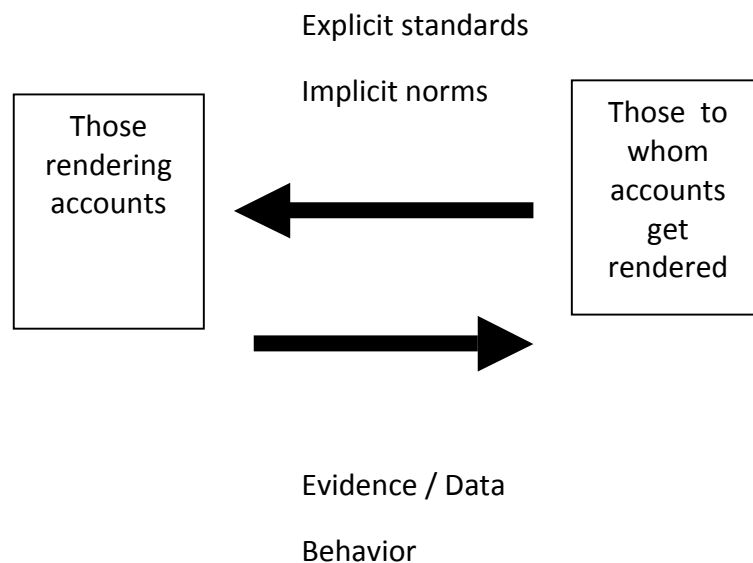 Explicit standards
Implicit norms
Those
rendering
accounts
Those to
whom
accounts
get
rendered
Evidence / Data
Behavior